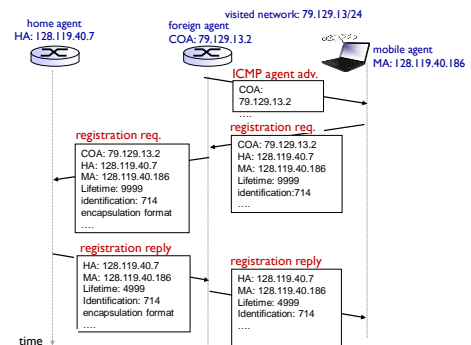 visited network: 79.129.13/24
home agent
HA: 128.119.40.7
foreign agent
COA: 79.129.13.2
mobile agent
MA: 128.119.40.186
ICMP agent adv.
COA:
79.129.13.2
....
registration req.
COA: 79.129.13.2
HA: 128.119.40.7
MA: 128.119.40.186
Lifetime: 9999
identification:714
....
registration req.
COA: 79.129.13.2
HA: 128.119.40.7
MA: 128.119.40.186
Lifetime: 9999
identification: 714
encapsulation format
....
registration reply
HA: 128.119.40.7
MA: 128.119.40.186
Lifetime: 4999
Identification: 714
encapsulation format
....
registration reply
HA: 128.119.40.7
MA: 128.119.40.186
Lifetime: 4999
Identification: 714
....
time